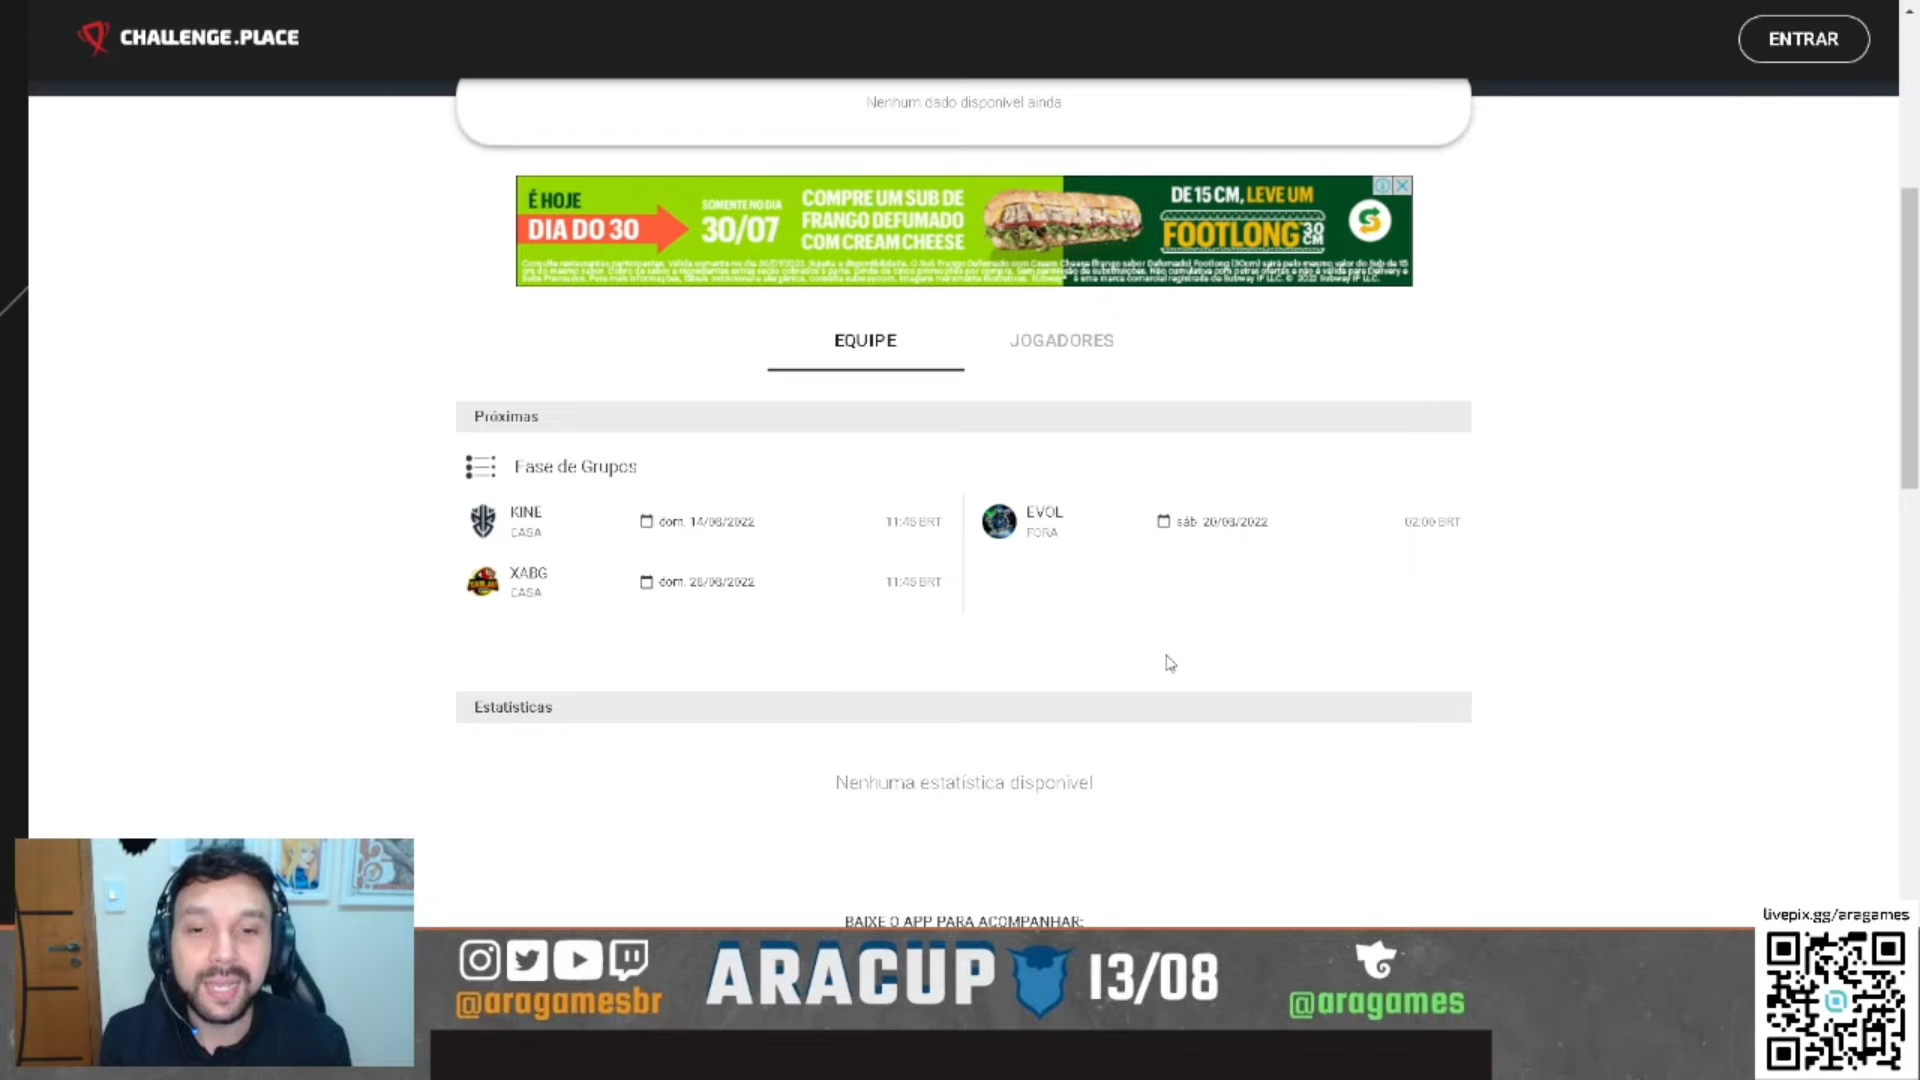 CHALLENGE.PLACE
ENTRAR
Nenhum dado disponível ainda
É HOJE
DIA DO 30
SOMENTE NO DIA
30/07
COMPRE UM SUB DE
FRANGO DEFUMADO
COM CREAM CHEESE
DE 15 CM, LEVE UM
FOOTLONG 30 CM
EQUIPE
JOGADORES
Próximas
Fase de Grupos
KINE
CASA
dom. 14/08/2022
11:45 BRT
EVOL
FORA
sáb. 20/08/2022
02:00 BRT
XABG
CASA
dom. 28/08/2022
11:45 BRT
Estatísticas
Nenhuma estatística disponível
BAIXE O APP PARA ACOMPANHAR:
livepix.gg/aragames
@aragamesbr
ARACUP
13/08
@aragames